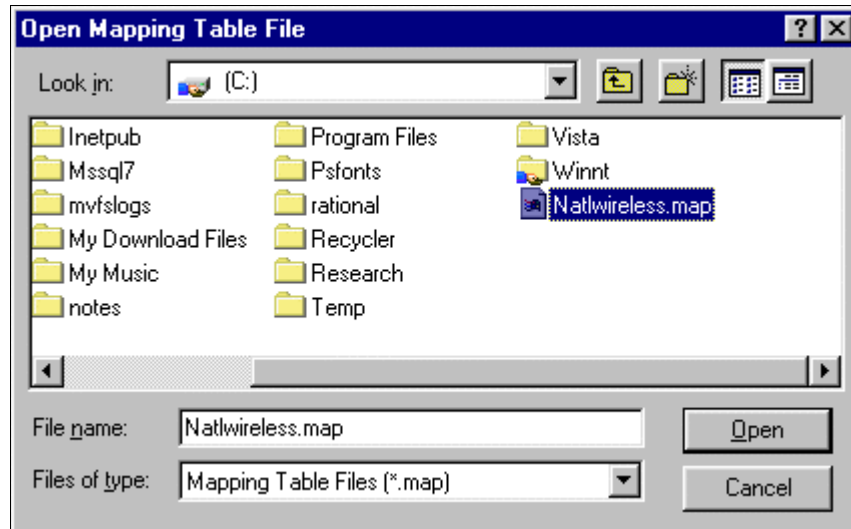 Open Mapping Table File
Look in: (C:)
Inetpub
Mssql7
mvfslogs
My Download Files
My Music
notes
Program Files
Psfonts
rational
Recycler
Research
Temp
Vista
Winnt
Natlwireless.map
File name: Natlwireless.map
Open
Files of type: Mapping Table Files (*.map)
Cancel